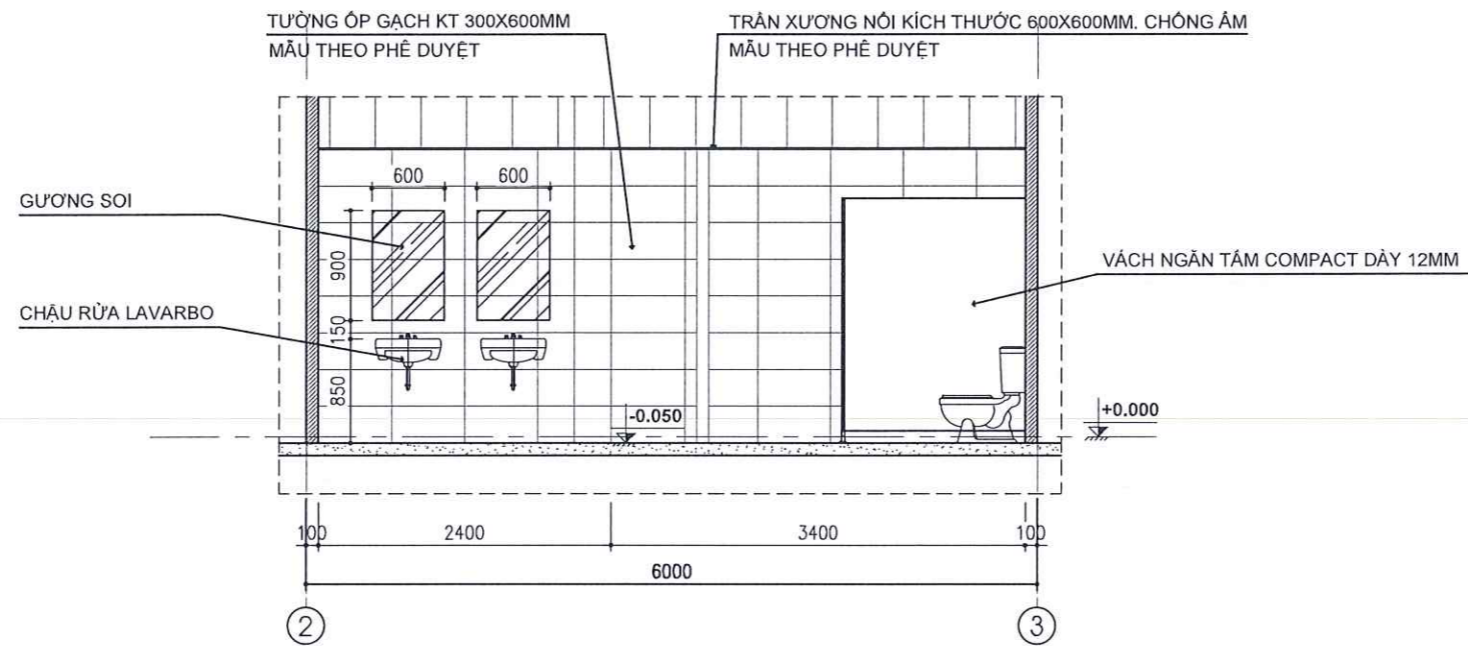 TƯỜNG ỐP GẠCH KT 300X600MM
MẪU THEO PHÊ DUYỆT
TRẦN XƯƠNG NỔI KÍCH THƯỚC 600X600MM. CHỐNG ẨM
MẪU THEO PHÊ DUYỆT
600
600
GƯƠNG SOI
900
VÁCH NGĂN TẤM COMPACT DÀY 12MM
CHẬU RỬA LAVARBO
150
850
-0.050
+0.000
100
2400
3400
100
6000
2
3